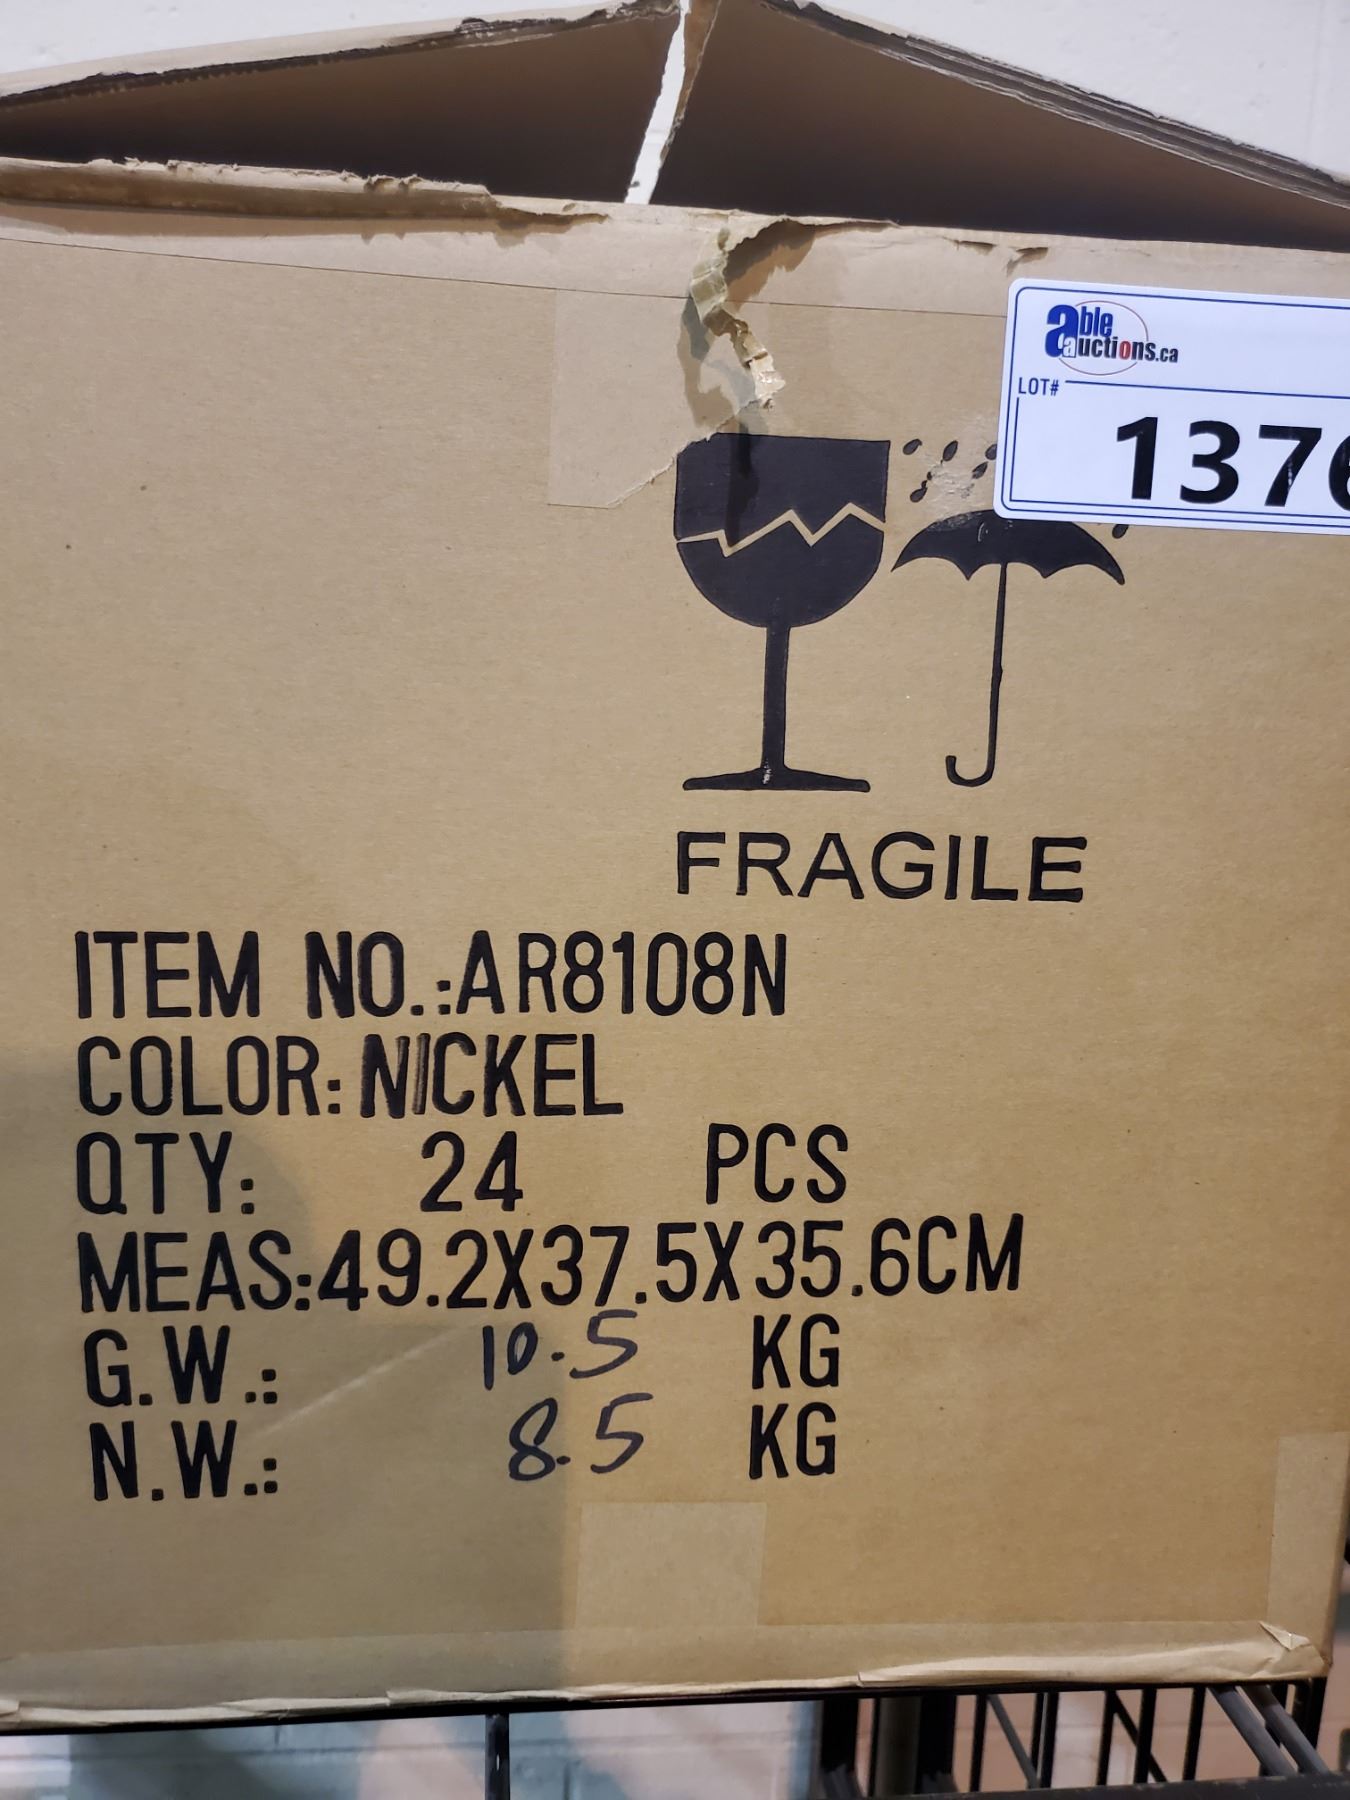 able auctions.ca
LOT#
1376
FRAGILE
ITEM NO.:AR8108N
COLOR:NICKEL
QTY: 24 PCS
MEAS:49.2X37.5X35.6CM
G.W.: 10.5 KG
N.W.: 8.5 KG